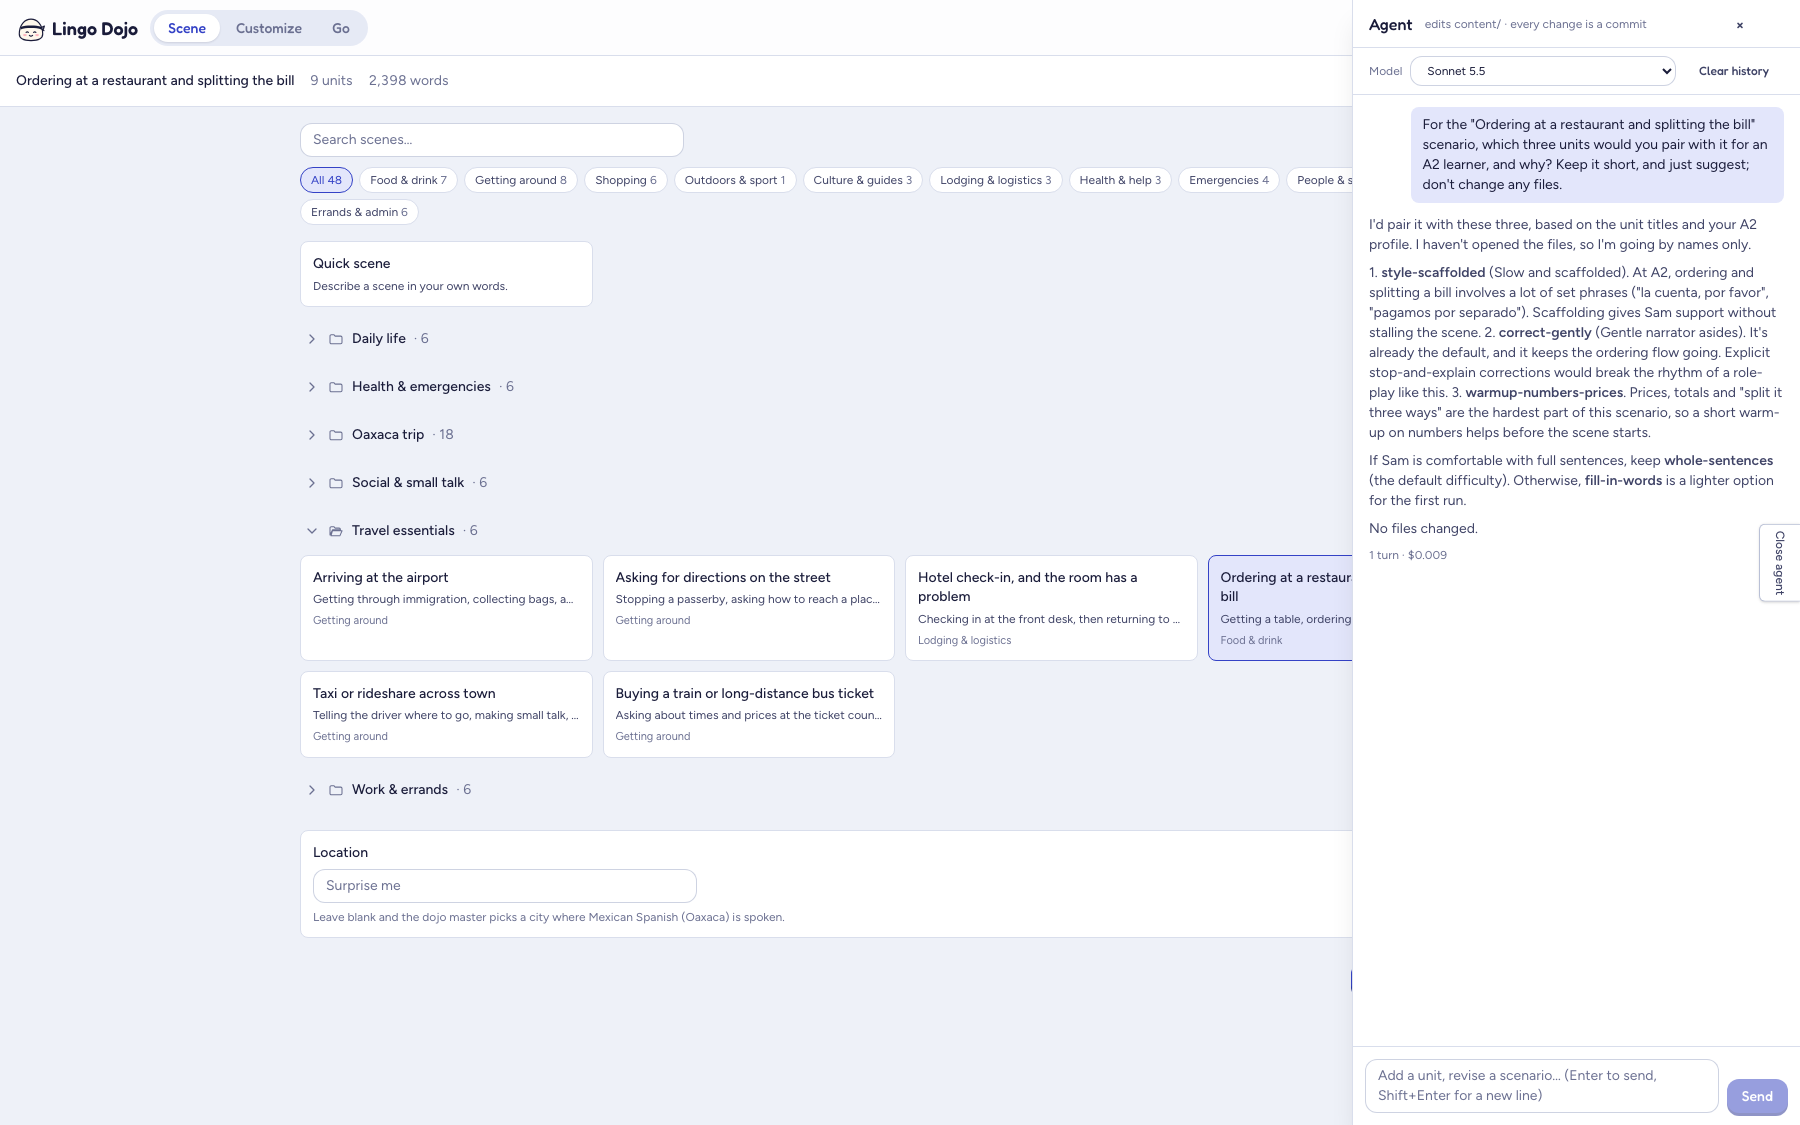 Lingo Dojo
Scene
Customize
Go
Ordering at a restaurant and splitting the bill
9 units
2,398 words
Search scenes...
All 48
Food & drink 7
Getting around 8
Shopping 6
Outdoors & sport 1
Culture & guides 3
Lodging & logistics 3
Health & help 3
Emergencies 4
People & s
Errands & admin 6
Quick scene
Describe a scene in your own words.
Daily life · 6
Health & emergencies · 6
Oaxaca trip · 18
Social & small talk · 6
Travel essentials · 6
Arriving at the airport
Getting through immigration, collecting bags, a...
Getting around
Asking for directions on the street
Stopping a passerby, asking how to reach a plac...
Getting around
Hotel check-in, and the room has a
problem
Checking in at the front desk, then returning to ...
Lodging & logistics
Ordering at a restaur
bill
Getting a table, ordering
Food & drink
Taxi or rideshare across town
Telling the driver where to go, making small talk, ...
Getting around
Buying a train or long-distance bus ticket
Asking about times and prices at the ticket coun...
Getting around
Work & errands · 6
Location
Surprise me
Leave blank and the dojo master picks a city where Mexican Spanish (Oaxaca) is spoken.
Agent
edits content/ · every change is a commit
×
Model
Sonnet 5.5
Clear history
For the "Ordering at a restaurant and splitting the bill"
scenario, which three units would you pair with it for an
A2 learner, and why? Keep it short, and just suggest;
don't change any files.
I'd pair it with these three, based on the unit titles and your A2
profile. I haven't opened the files, so I'm going by names only.
1. style-scaffolded (Slow and scaffolded). At A2, ordering and
splitting a bill involves a lot of set phrases ("la cuenta, por favor",
"pagamos por separado"). Scaffolding gives Sam support without
stalling the scene. 2. correct-gently (Gentle narrator asides). It's
already the default, and it keeps the ordering flow going. Explicit
stop-and-explain corrections would break the rhythm of a role-
play like this. 3. warmup-numbers-prices. Prices, totals and "split it
three ways" are the hardest part of this scenario, so a short warm-
up on numbers helps before the scene starts.
If Sam is comfortable with full sentences, keep whole-sentences
(the default difficulty). Otherwise, fill-in-words is a lighter option
for the first run.
No files changed.
1 turn · $0.009
Close agent
Add a unit, revise a scenario... (Enter to send,
Shift+Enter for a new line)
Send